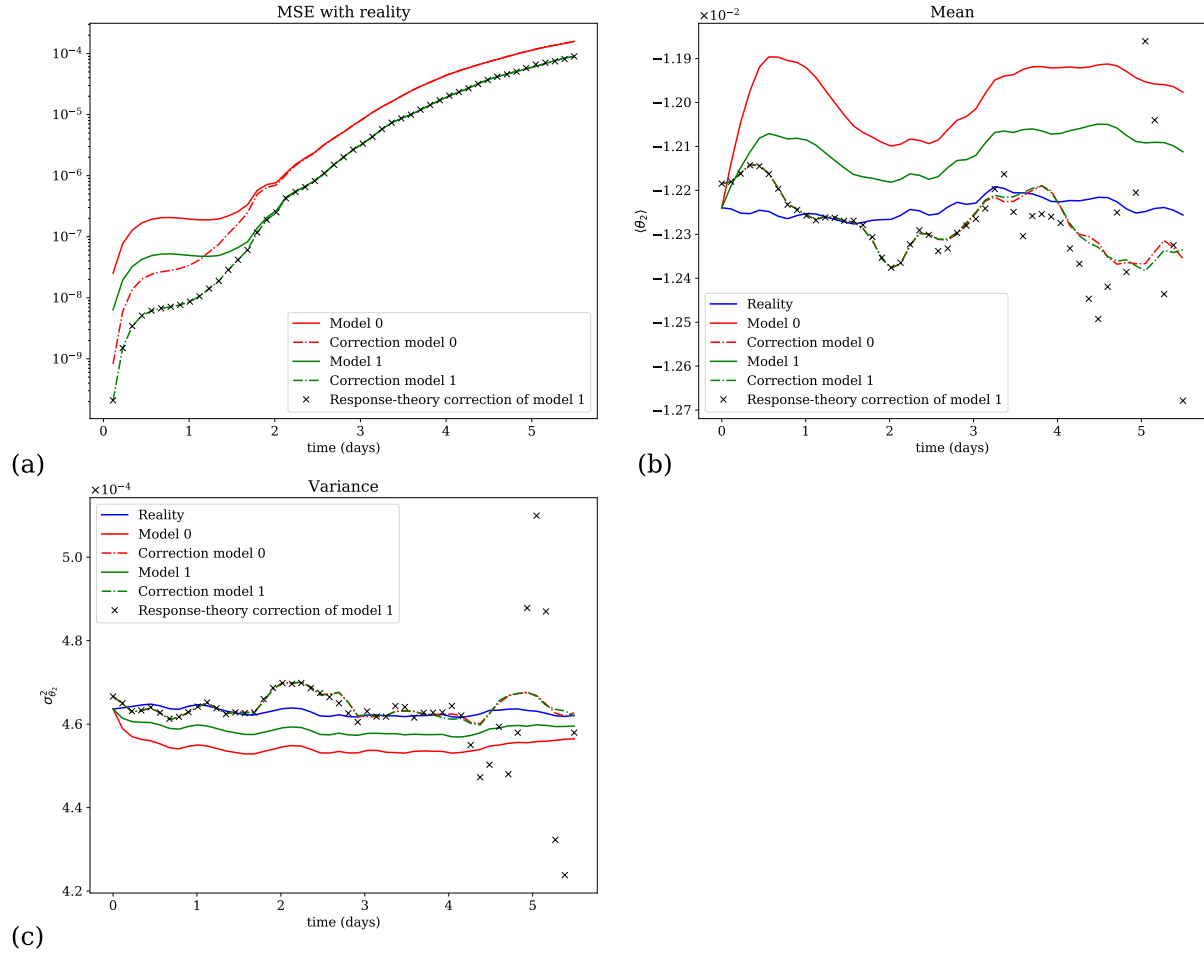 MSE with reality
10⁻⁴
10⁻⁵
10⁻⁶
10⁻⁷
10⁻⁸
10⁻⁹
Model 0
Correction model 0
Model 1
Correction model 1
Response-theory correction of model 1
0 1 2 3 4 5
time (days)
(a)
×10⁻² Mean
−1.19
−1.20
−1.21
−1.22
−1.23
−1.24
−1.25
−1.26
−1.27
⟨θ₂⟩
Reality
Model 0
Correction model 0
Model 1
Correction model 1
Response-theory correction of model 1
0 1 2 3 4 5
time (days)
(b)
×10⁻⁴ Variance
5.0
4.8
4.6
4.4
4.2
σ²θ₂
Reality
Model 0
Correction model 0
Model 1
Correction model 1
Response-theory correction of model 1
0 1 2 3 4 5
time (days)
(c)